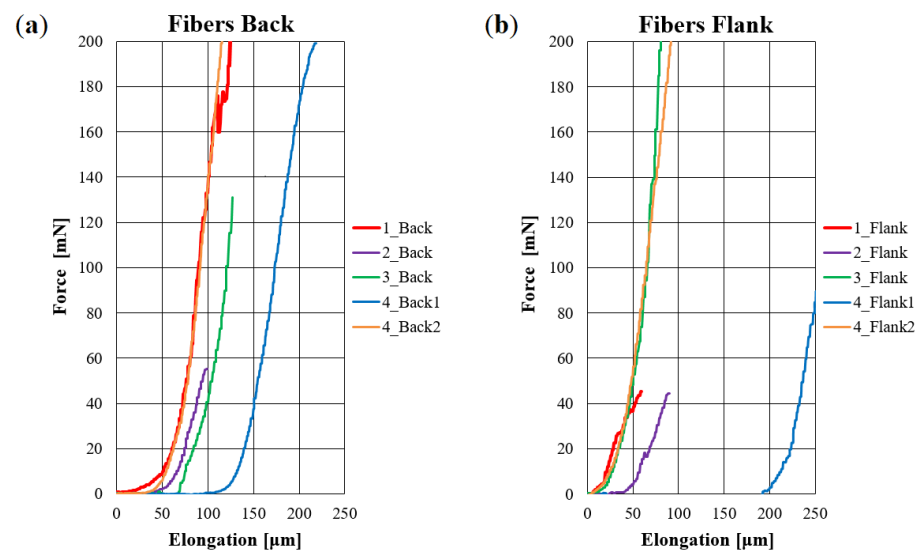 (a)
Fibers Back
Force [mN]
200
180
160
140
120
100
80
60
40
20
0
0 50 100 150 200 250
Elongation [µm]
1_Back
2_Back
3_Back
4_Back1
4_Back2
(b)
Fibers Flank
Force [mN]
200
180
160
140
120
100
80
60
40
20
0
0 50 100 150 200 250
Elongation [µm]
1_Flank
2_Flank
3_Flank
4_Flank1
4_Flank2